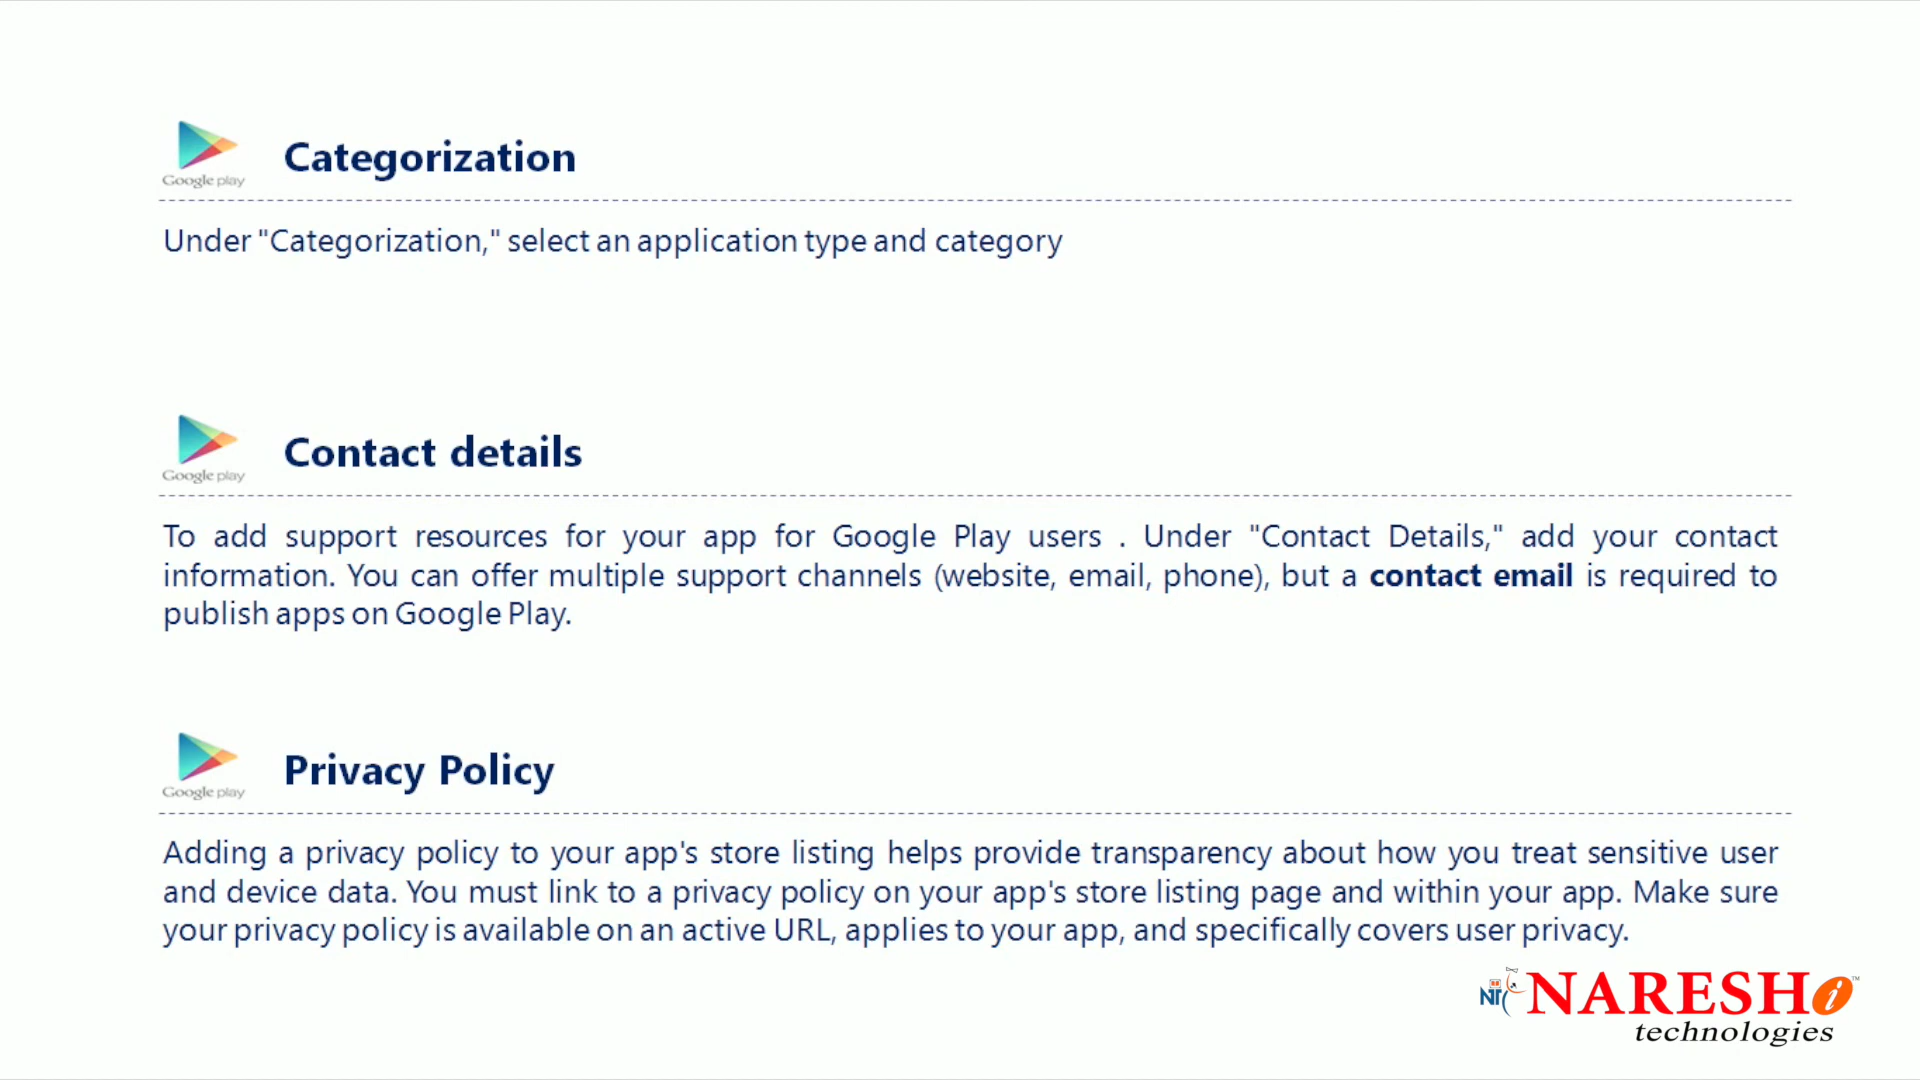 Google play
Categorization
Under "Categorization," select an application type and category
Google play
Contact details
To add support resources for your app for Google Play users . Under "Contact Details," add your contact
information. You can offer multiple support channels (website, email, phone), but a contact email is required to
publish apps on Google Play.
Google play
Privacy Policy
Adding a privacy policy to your app's store listing helps provide transparency about how you treat sensitive user
and device data. You must link to a privacy policy on your app's store listing page and within your app. Make sure
your privacy policy is available on an active URL, applies to your app, and specifically covers user privacy.
NT NARESH i ™
technologies